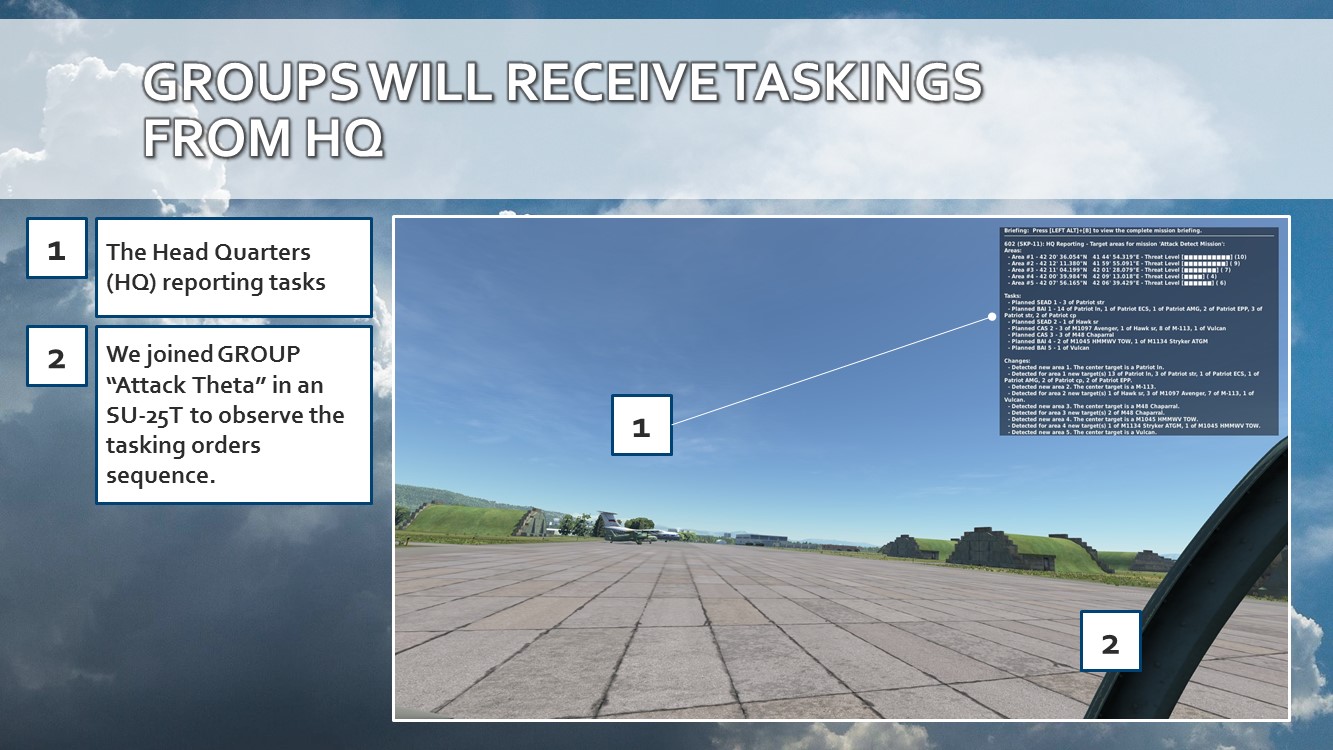 GROUPS WILL RECEIVE TASKINGS
FROM HQ
1
The Head Quarters
(HQ) reporting tasks
2
We joined GROUP
“Attack Theta” in an
SU-25T to observe the
tasking orders
sequence.
Briefing: Press [LEFT ALT]+[B] to view the complete mission briefing.
602 (SKP-11): HQ Reporting - Target areas for mission 'Attack Detect Mission':
Areas:
- Area #1 - 42 20' 36.054"N 41 44' 54.319"E - Threat Level [■■■■■■■■■■] (10)
- Area #2 - 42 12' 11.380"N 41 59' 55.091"E - Threat Level [■■■■■■■■■] ( 9)
- Area #3 - 42 11' 04.199"N 42 01' 28.079"E - Threat Level [■■■■■■■] ( 7)
- Area #4 - 42 00' 39.984"N 42 09' 13.018"E - Threat Level [■■■■] ( 4)
- Area #5 - 42 07' 56.165"N 42 06' 39.429"E - Threat Level [■■■■■■] ( 6)
Tasks:
- Planned SEAD 1 - 3 of Patriot str
- Planned BAI 1 - 14 of Patriot ln, 1 of Patriot ECS, 1 of Patriot AMG, 2 of Patriot EPP, 3 of
Patriot str, 2 of Patriot cp
- Planned SEAD 2 - 1 of Hawk sr
- Planned CAS 2 - 3 of M1097 Avenger, 1 of Hawk sr, 8 of M-113, 1 of Vulcan
- Planned CAS 3 - 3 of M48 Chaparral
- Planned BAI 4 - 2 of M1045 HMMWV TOW, 1 of M1134 Stryker ATGM
- Planned BAI 5 - 1 of Vulcan
Changes:
- Detected new area 1. The center target is a Patriot ln.
- Detected for area 1 new target(s) 13 of Patriot ln, 3 of Patriot str, 1 of Patriot ECS, 1 of
Patriot AMG, 2 of Patriot cp, 2 of Patriot EPP.
- Detected new area 2. The center target is a M-113.
- Detected for area 2 new target(s) 1 of Hawk sr, 3 of M1097 Avenger, 7 of M-113, 1 of
Vulcan.
- Detected new area 3. The center target is a M48 Chaparral.
- Detected for area 3 new target(s) 2 of M48 Chaparral.
- Detected new area 4. The center target is a M1045 HMMWV TOW.
- Detected for area 4 new target(s) 1 of M1134 Stryker ATGM, 1 of M1045 HMMWV TOW.
- Detected new area 5. The center target is a Vulcan.
1
2